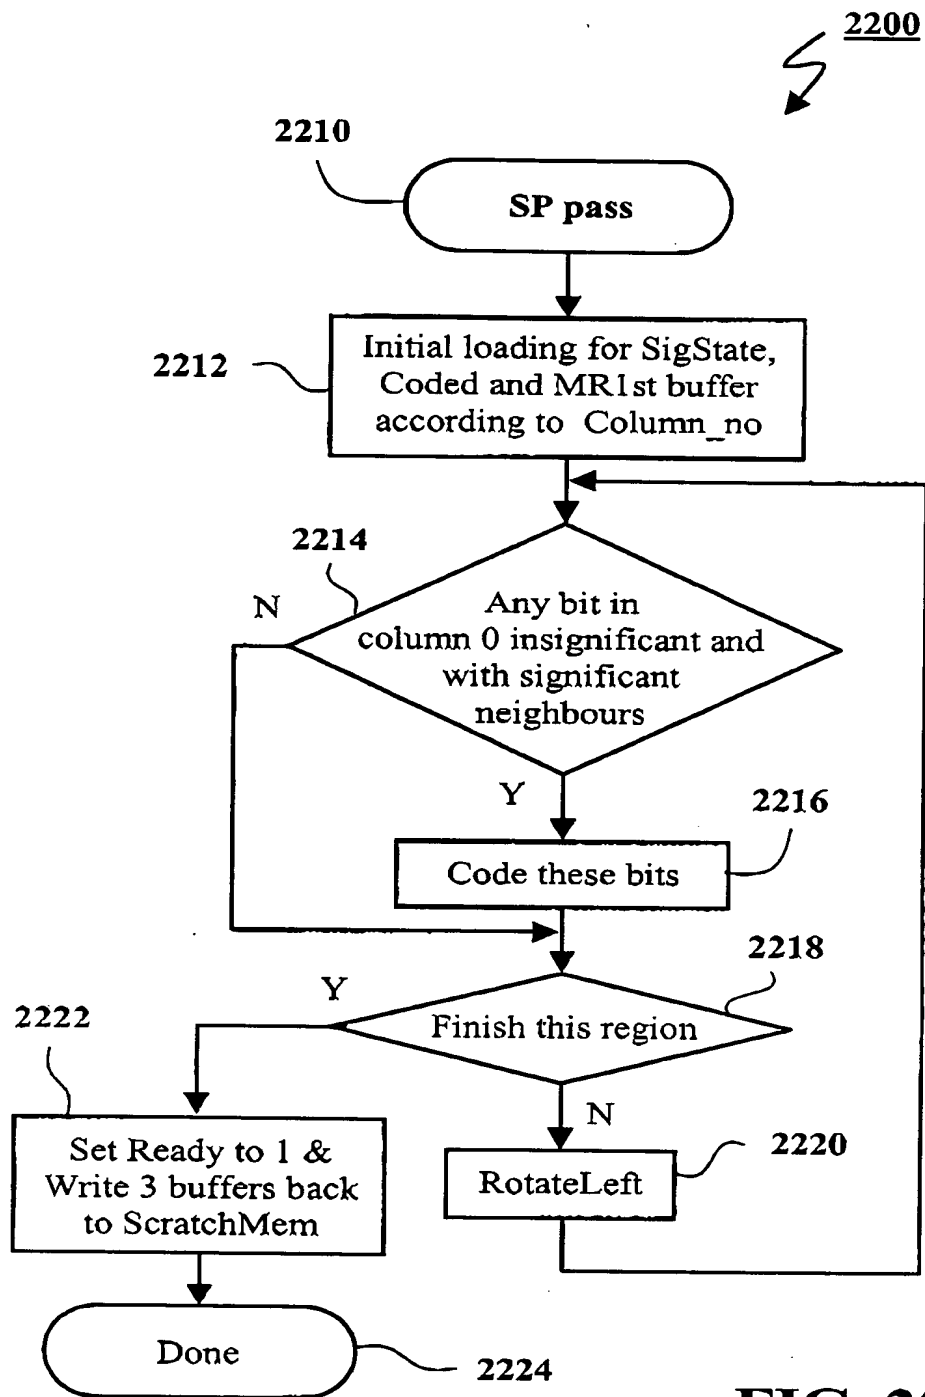 2200
2210
SP pass
2212
Initial loading for SigState,
Coded and MR1st buffer
according to Column_no
2214
N
Any bit in
column 0 insignificant and
with significant
neighbours
Y
2216
Code these bits
2218
Y
Finish this region
2222
N
Set Ready to 1 &
Write 3 buffers back
to ScratchMem
2220
RotateLeft
Done
2224